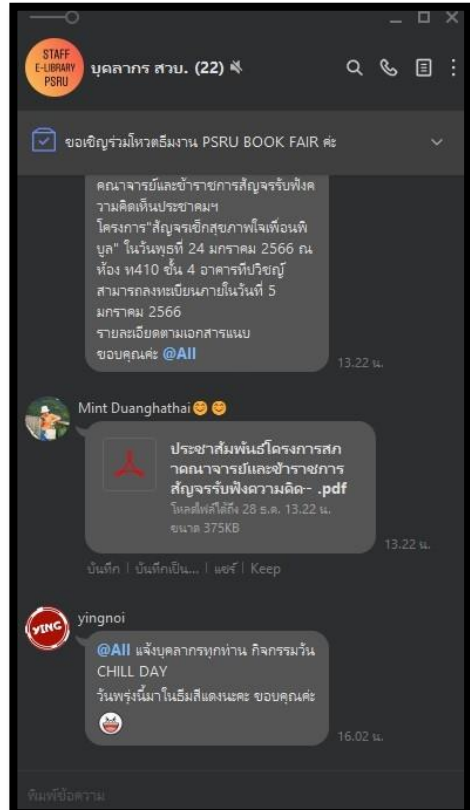 STAFF
E-LIBRARY
PSRU
บุคลากร สวบ. (22)
ขอเชิญร่วมโหวตธีมงาน PSRU BOOK FAIR ค่ะ
คณาจารย์และข้าราชการสัญจรรับฟังค
วามคิดเห็นประชาคมฯ
โครงการ"สัญจรเช็กสุขภาพใจเพื่อนพิ
บูล" ในวันพุธที่ 24 มกราคม 2566 ณ
ห้อง ท410 ชั้น 4 อาคารทีปวิชญ์
สามารถลงทะเบียนภายในวันที่ 5
มกราคม 2566
รายละเอียดตามเอกสารแนบ
ขอบคุณค่ะ @All
13.22 น.
Mint Duanghathai😊😊
ประชาสัมพันธ์โครงการสภ
าคณาจารย์และข้าราชการ
สัญจรรับฟังความคิด-- .pdf
โหลดไฟล์ได้ถึง 28 ธ.ค. 13.22 น.
ขนาด 375KB
13.22 น.
บันทึก | บันทึกเป็น... | แชร์ | Keep
YING
yingnoi
@All แจ้งบุคลากรทุกท่าน กิจกรรมวัน
CHILL DAY
วันพรุ่งนี้มาในธีมสีแดงนะคะ ขอบคุณค่ะ
16.02 น.
พิมพ์ข้อความ